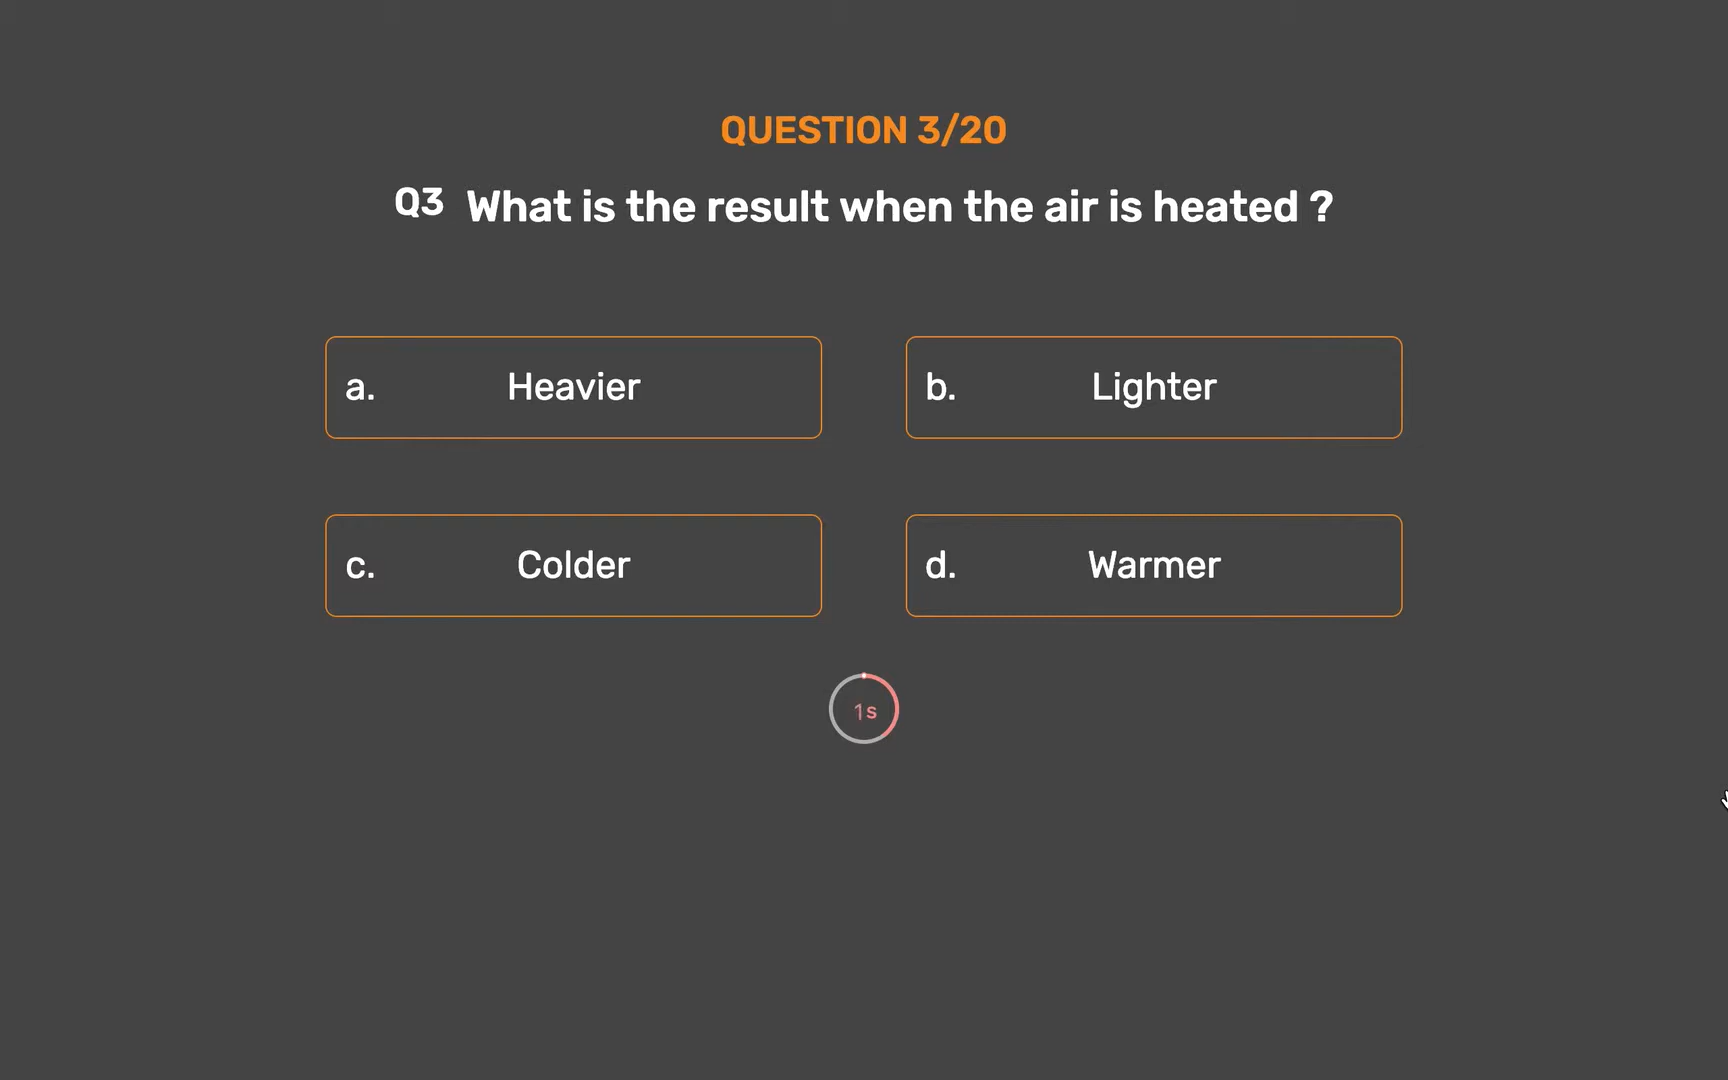 QUESTION 3/20
Q3 What is the result when the air is heated ?
a. Heavier
b. Lighter
c. Colder
d. Warmer
1s